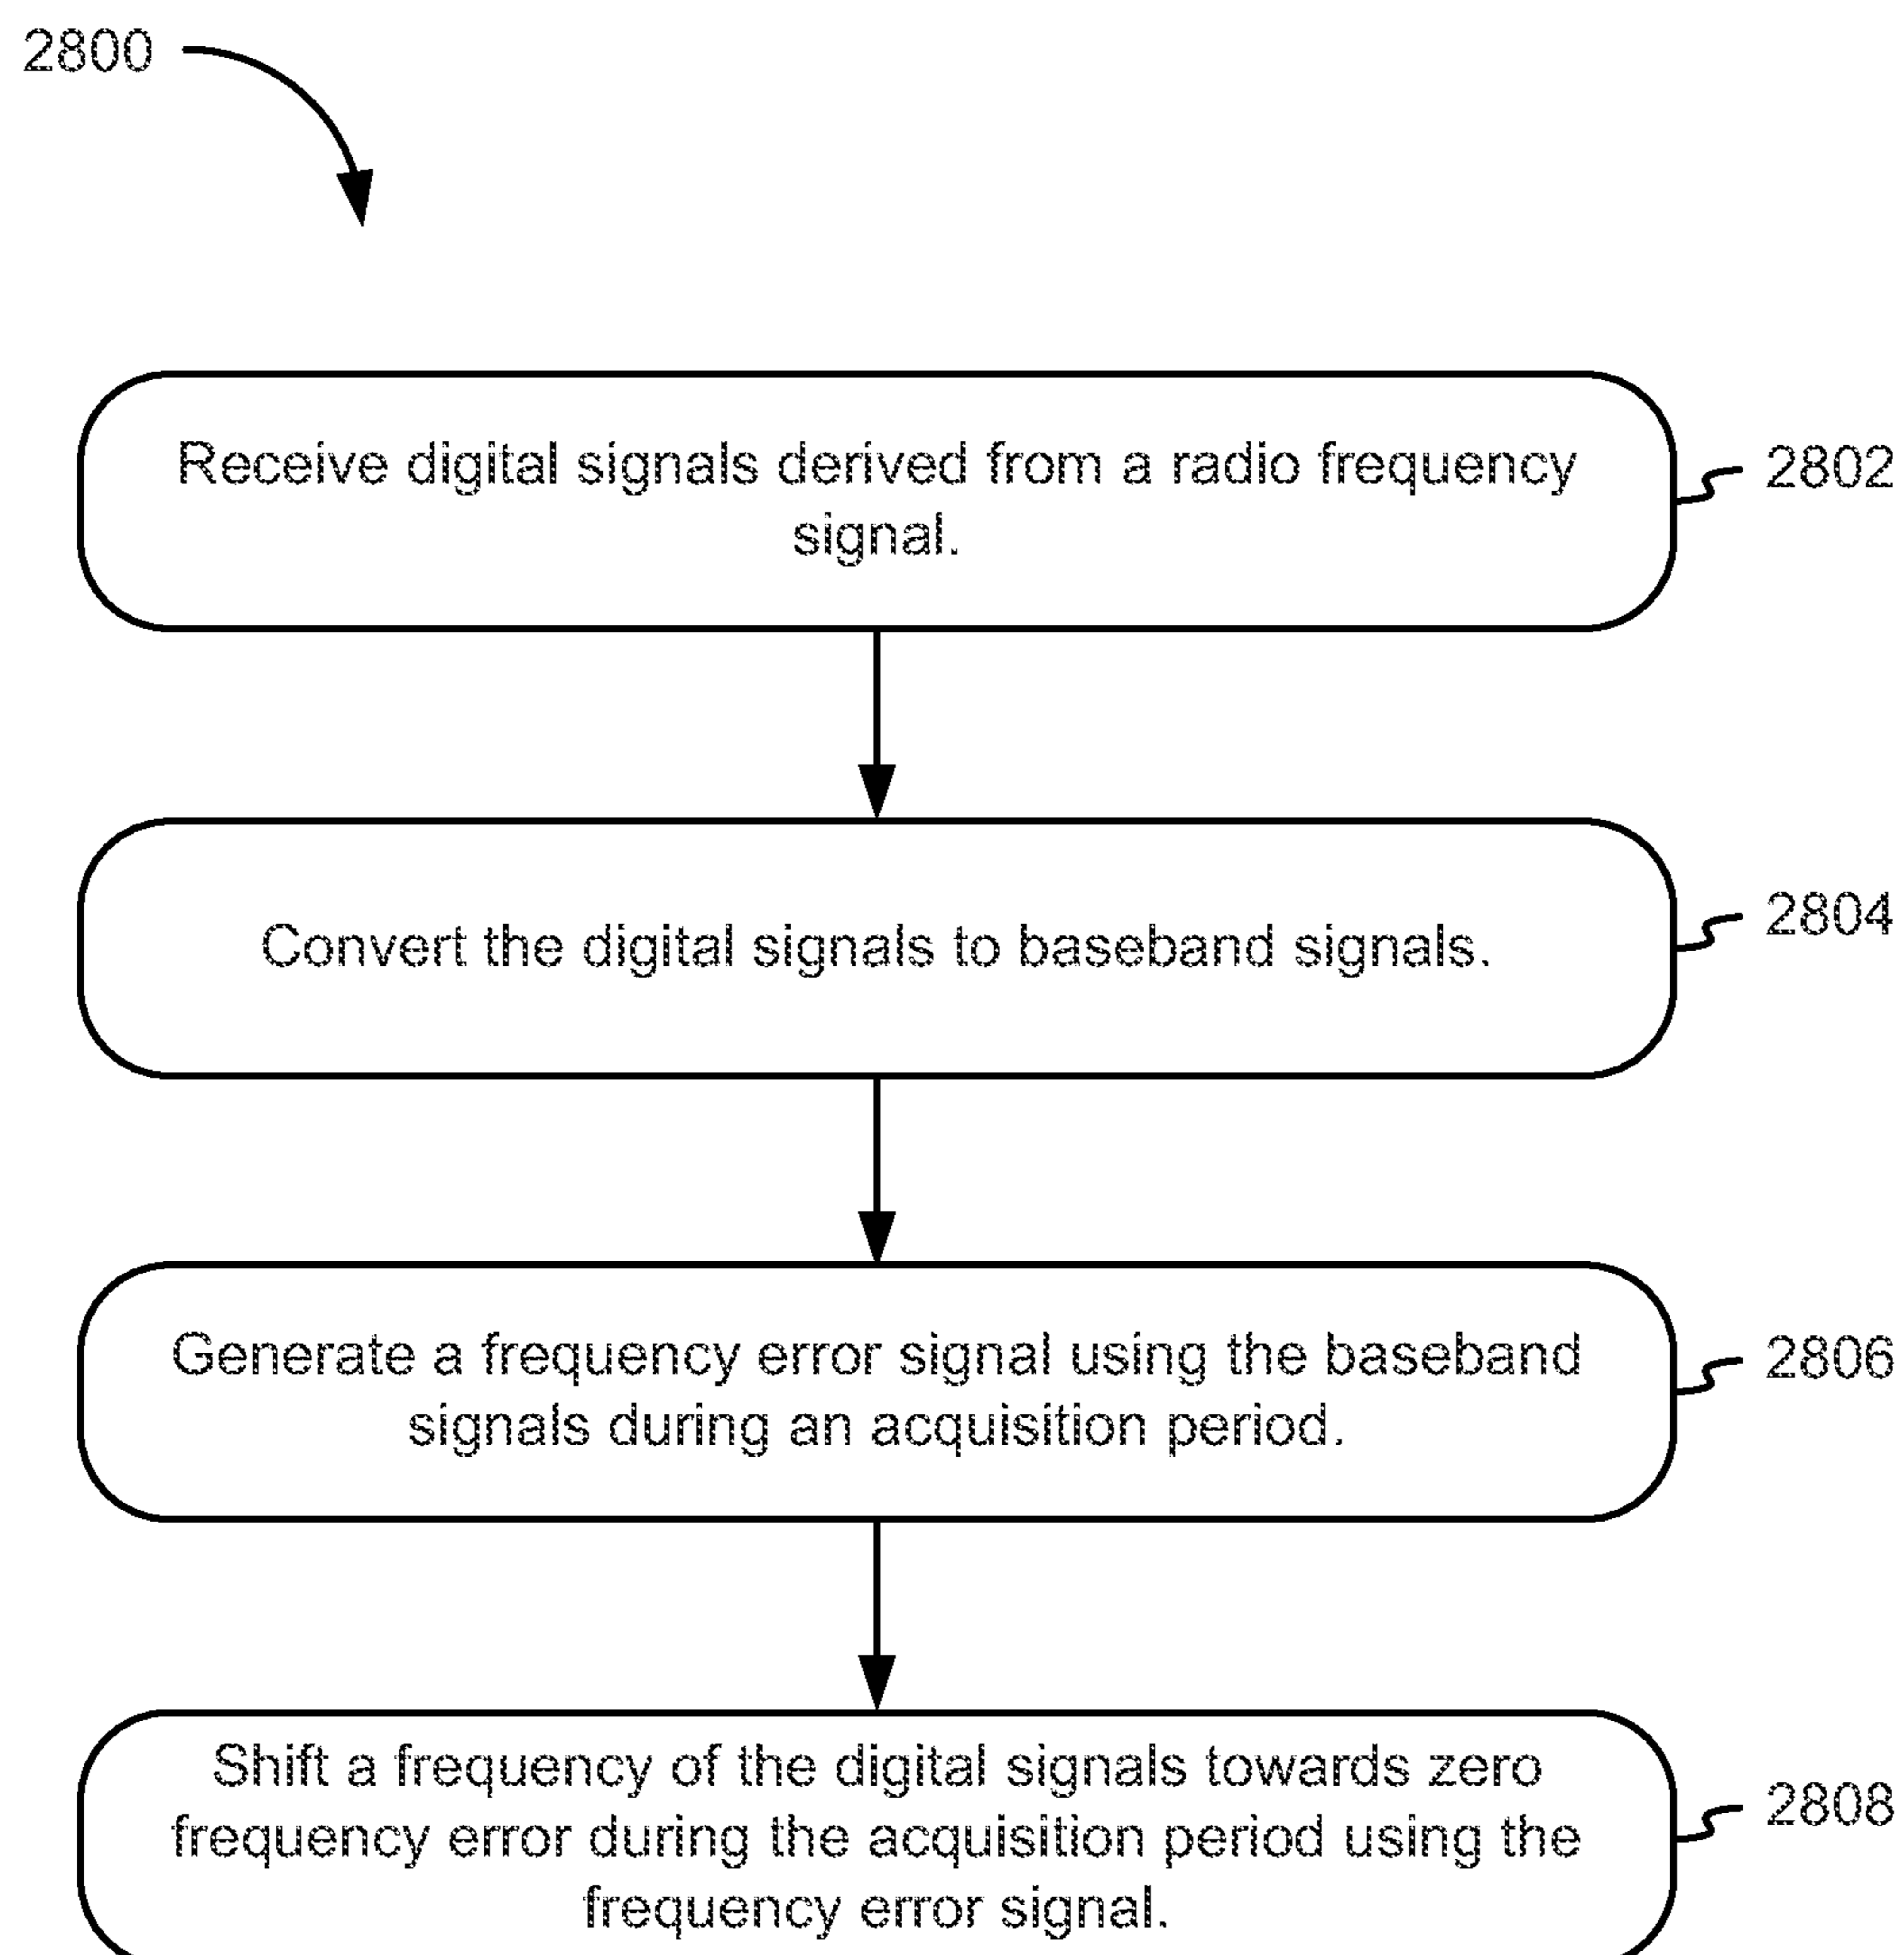 2800
Receive digital signals derived from a radio frequency
signal.
2802
Convert the digital signals to baseband signals.
2804
Generate a frequency error signal using the baseband
signals during an acquisition period.
2806
Shift a frequency of the digital signals towards zero
frequency error during the acquisition period using the
frequency error signal.
2808